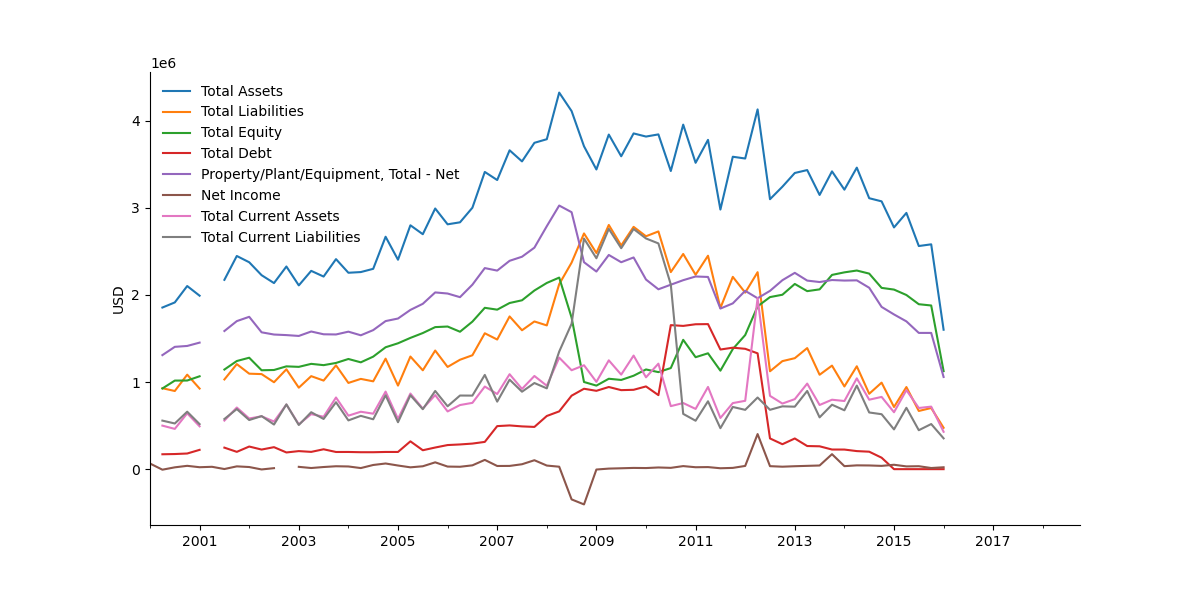 1e6
Total Assets
Total Liabilities
Total Equity
Total Debt
Property/Plant/Equipment, Total - Net
Net Income
Total Current Assets
Total Current Liabilities
USD
4
3
2
1
0
2001 2003 2005 2007 2009 2011 2013 2015 2017